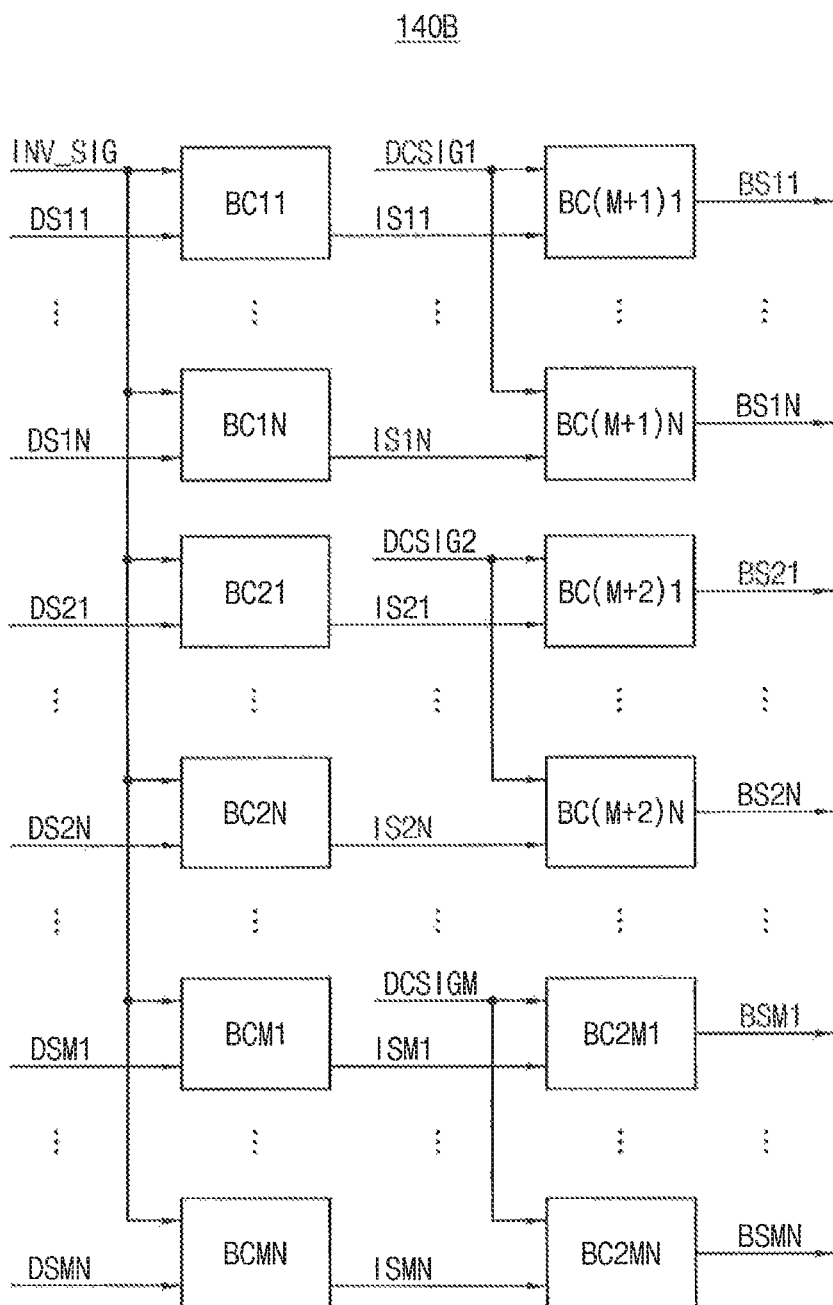 140B
INV_SIG
DCSIG1
BC11
BC(M+1)1
BS11
DS11
IS11
BC1N
BC(M+1)N
BS1N
DS1N
IS1N
DCSIG2
BC21
BC(M+2)1
BS21
DS21
IS21
BC2N
BC(M+2)N
BS2N
DS2N
IS2N
DCSIGM
BCM1
BC2M1
BSM1
DSM1
ISM1
BCMN
BC2MN
BSMN
DSMN
ISMN